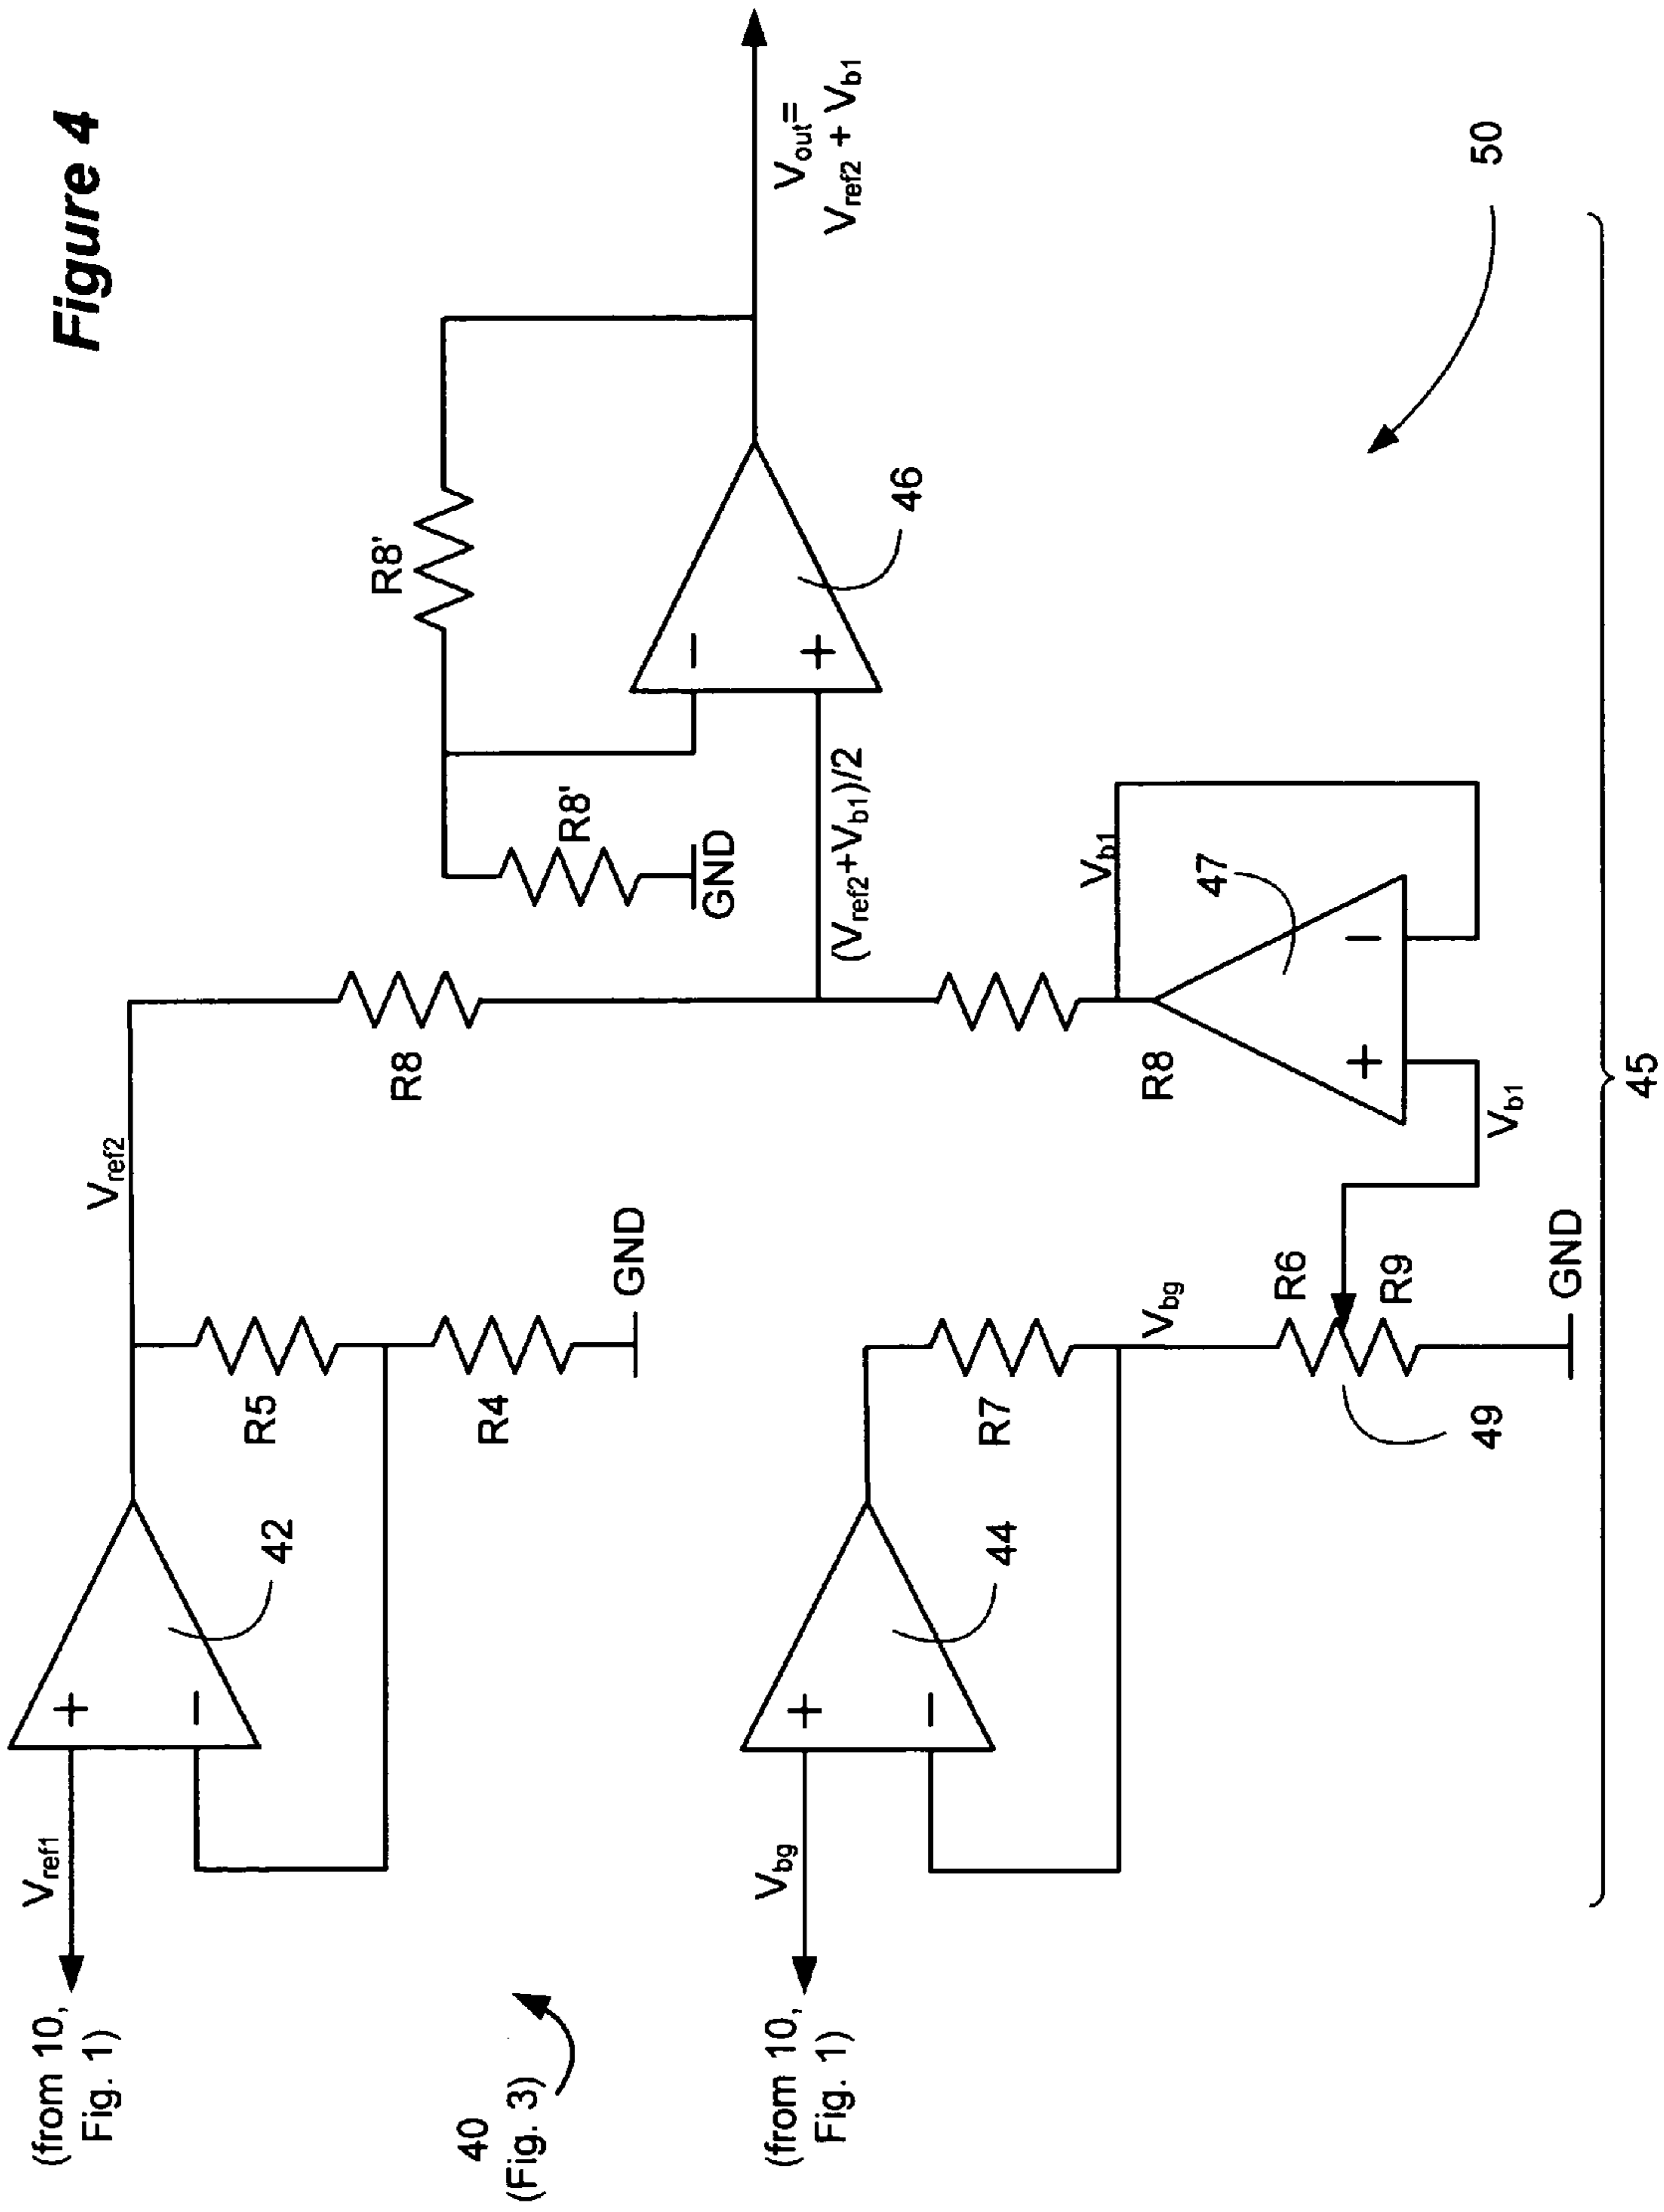 Figure 4
(from 10,
Fig. 1)
Vref1
+
−
42
R5
R4
GND
Vref2
R8
R8'
R8'
GND
−
+
46
Vout=
Vref2 + Vb1
(Vref2+Vb1)/2
40
(Fig. 3)
(from 10,
Fig. 1)
Vbg
+
−
44
R7
Vbg
R6
R9
49
GND
Vb1
R8
+
−
47
Vb1
50
45